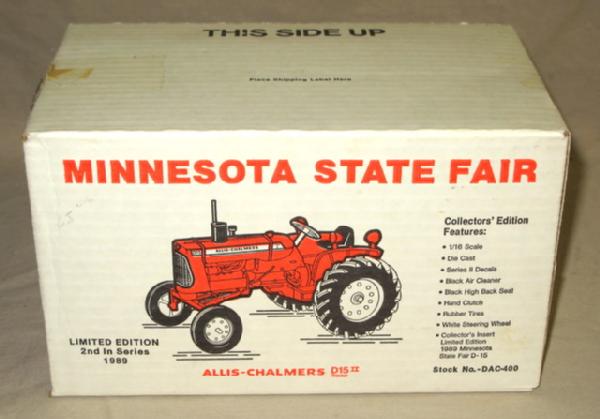 THIS SIDE UP
Place Shipping Label Here
MINNESOTA STATE FAIR
Collectors' Edition
Features:
• 1/16 Scale
• Die Cast
• Series II Decals
• Black Air Cleaner
• Black High Back Seat
• Hand Clutch
• Rubber Tires
• White Steering Wheel
• Collector's Insert
Limited Edition
1989 Minnesota
State Fair D-15
Stock No.-DAC-400
ALLIS-CHALMERS
LIMITED EDITION
2nd In Series
1989
ALLIS-CHALMERS D15 II